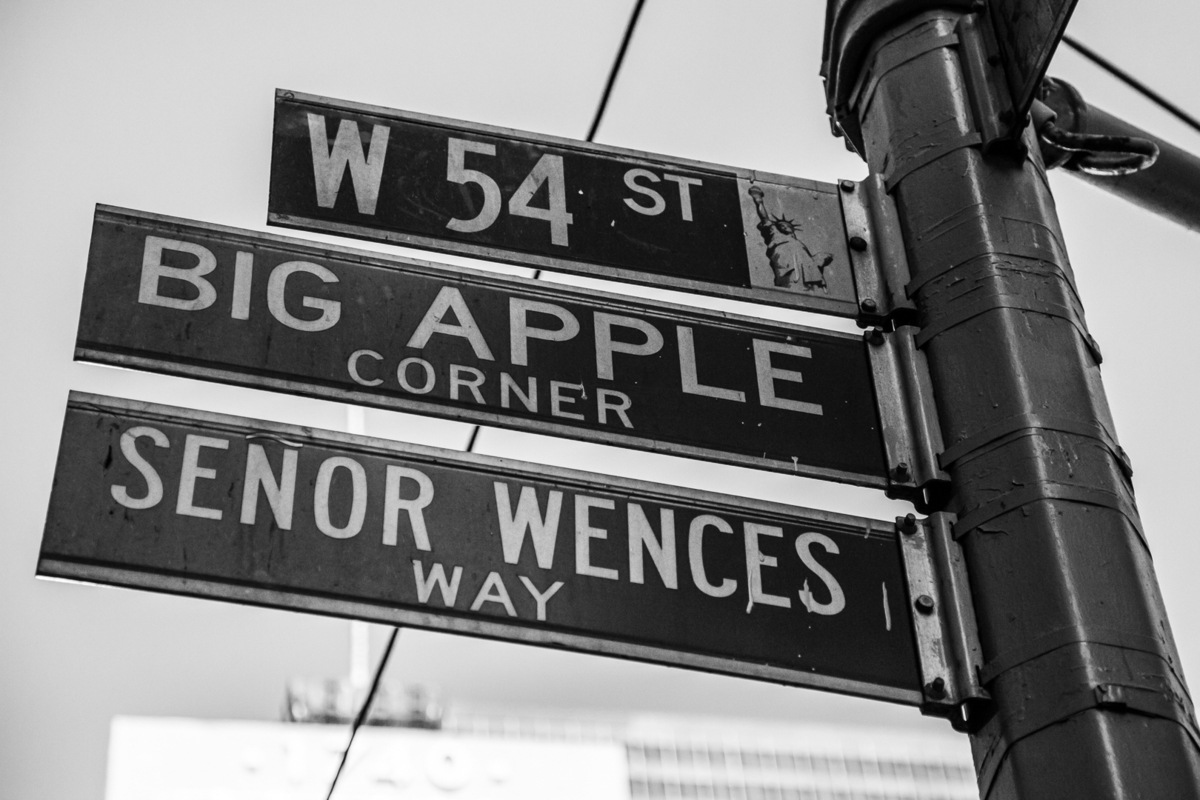 W 54 ST
BIG APPLE
CORNER
SENOR WENCES
WAY